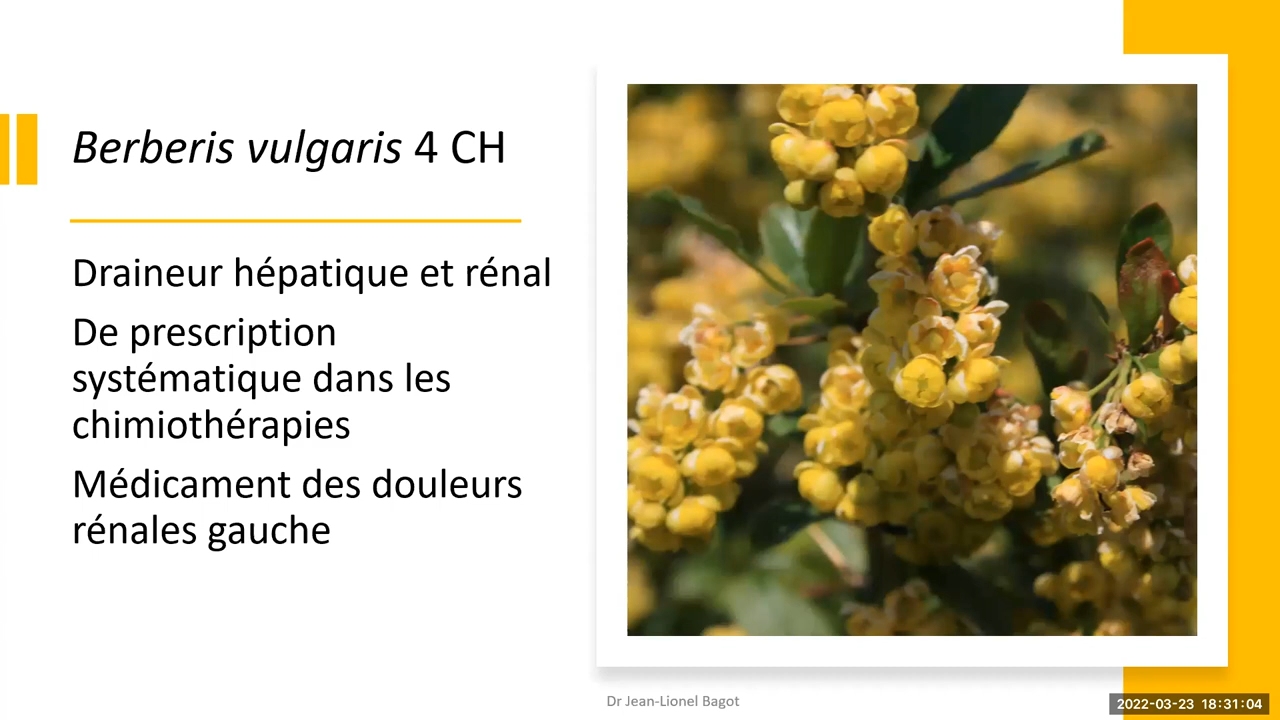 Berberis vulgaris 4 CH
Draineur hépatique et rénal
De prescription
systématique dans les
chimiothérapies
Médicament des douleurs
rénales gauche
Dr Jean-Lionel Bagot
2022-03-23 18:31:04